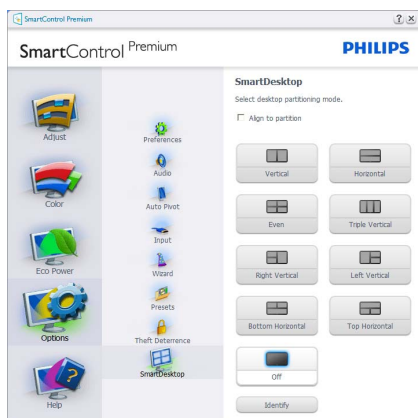 SmartControl Premium
SmartControl Premium
PHILIPS
Adjust
Color
Eco Power
Options
Help
Preferences
Audio
Auto Pivot
Input
Wizard
Presets
Theft Deterrence
SmartDesktop
SmartDesktop
Select desktop partitioning mode.
Align to partition
Vertical
Horizontal
Even
Triple Vertical
Right Vertical
Left Vertical
Bottom Horizontal
Top Horizontal
Off
Identify